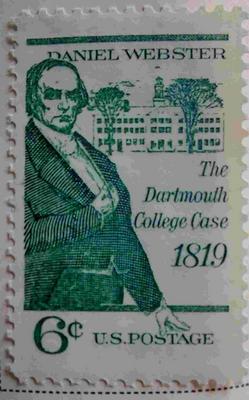 DANIEL WEBSTER
The
Dartmouth
College Case
1819
6¢ U.S.POSTAGE